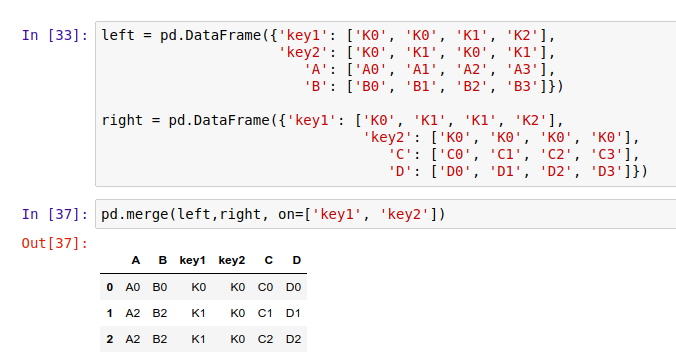 In [33]: left = pd.DataFrame({'key1': ['K0', 'K0', 'K1', 'K2'],
'key2': ['K0', 'K1', 'K0', 'K1'],
'A': ['A0', 'A1', 'A2', 'A3'],
'B': ['B0', 'B1', 'B2', 'B3']})
right = pd.DataFrame({'key1': ['K0', 'K1', 'K1', 'K2'],
'key2': ['K0', 'K0', 'K0', 'K0'],
'C': ['C0', 'C1', 'C2', 'C3'],
'D': ['D0', 'D1', 'D2', 'D3']})
In [37]: pd.merge(left,right, on=['key1', 'key2'])
Out[37]:
A B key1 key2 C D
0 A0 B0 K0 K0 C0 D0
1 A2 B2 K1 K0 C1 D1
2 A2 B2 K1 K0 C2 D2